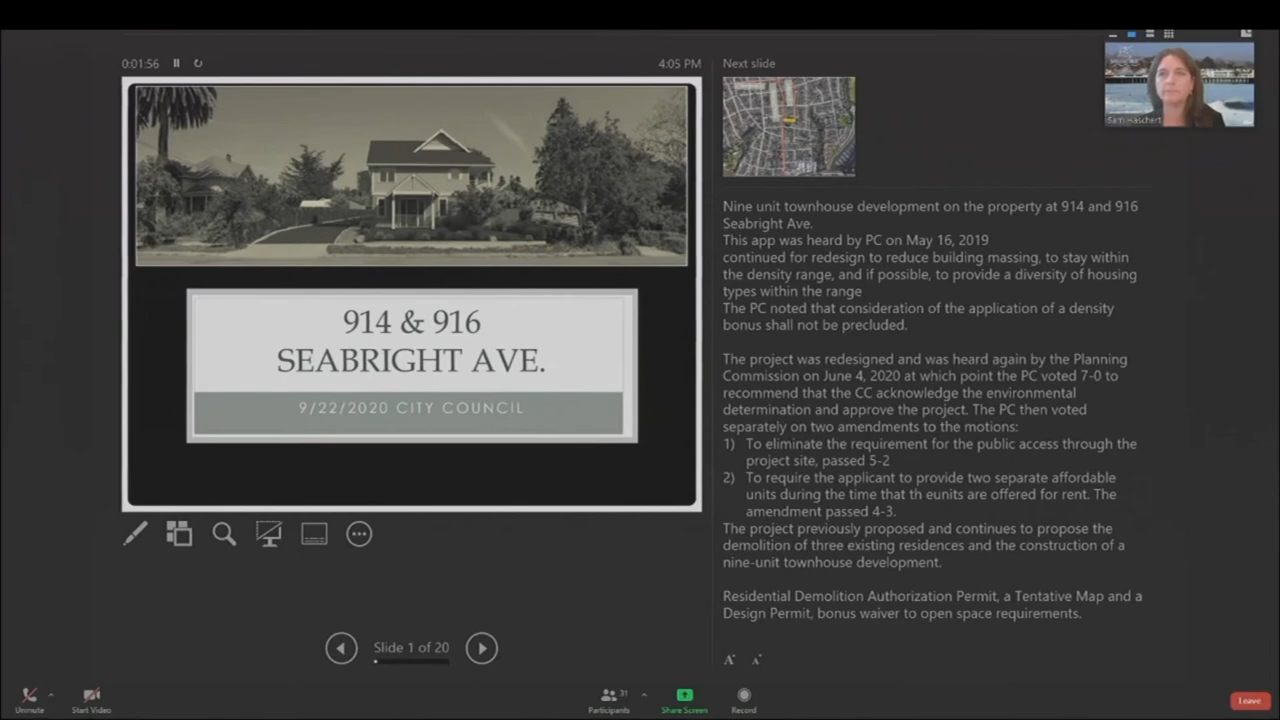 0:01:56
4:05 PM
Next slide
Sam Haschert
914 & 916
SEABRIGHT AVE.
9/22/2020 CITY COUNCIL
Nine unit townhouse development on the property at 914 and 916
Seabright Ave.
This app was heard by PC on May 16, 2019
continued for redesign to reduce building massing, to stay within
the density range, and if possible, to provide a diversity of housing
types within the range
The PC noted that consideration of the application of a density
bonus shall not be precluded.
The project was redesigned and was heard again by the Planning
Commission on June 4, 2020 at which point the PC voted 7-0 to
recommend that the CC acknowledge the environmental
determination and approve the project. The PC then voted
separately on two amendments to the motions:
1) To eliminate the requirement for the public access through the
project site, passed 5-2
2) To require the applicant to provide two separate affordable
units during the time that th eunits are offered for rent. The
amendment passed 4-3.
The project previously proposed and continues to propose the
demolition of three existing residences and the construction of a
nine-unit townhouse development.
Residential Demolition Authorization Permit, a Tentative Map and a
Design Permit, bonus waiver to open space requirements.
Slide 1 of 20
A A
Unmute
Start Video
31
Participants
Share Screen
Record
Leave